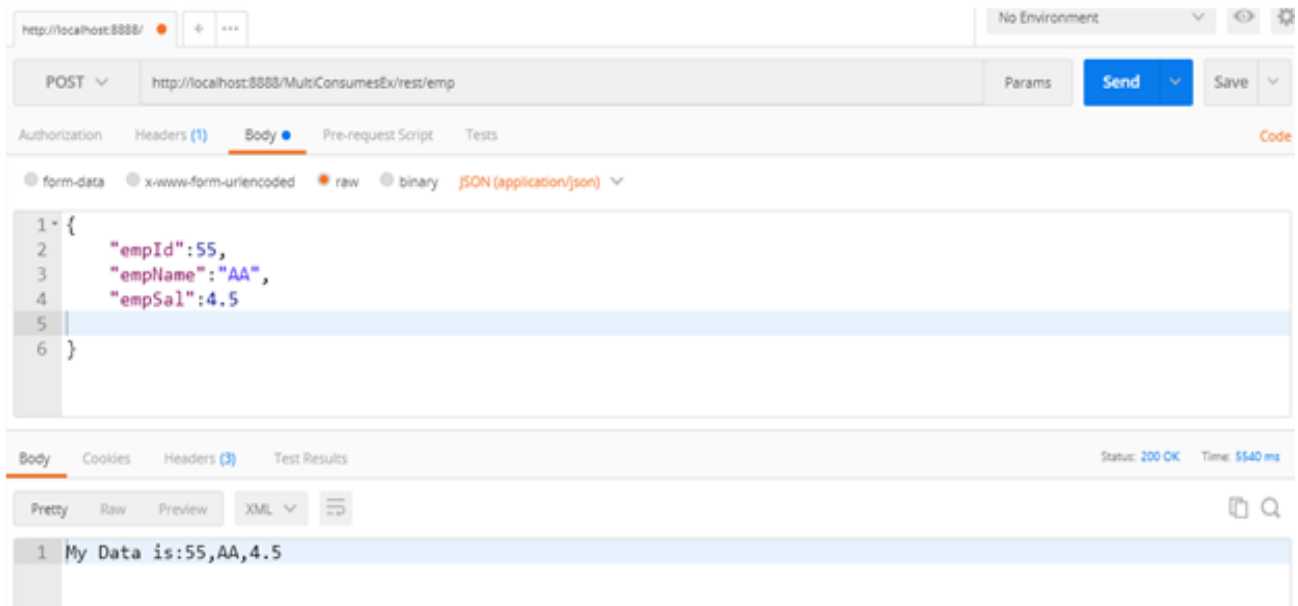 http://localhost:8888/ No Environment
POST http://localhost:8888/MultiConsumesEx/rest/emp Params Send Save
Authorization Headers (1) Body Pre-request Script Tests Code
form-data x-www-form-urlencoded raw binary JSON (application/json)
1 {
2 "empId":55,
3 "empName":"AA",
4 "empSal":4.5
5
6 }
Body Cookies Headers (3) Test Results Status: 200 OK Time: 5540 ms
Pretty Raw Preview XML
1 My Data is:55,AA,4.5